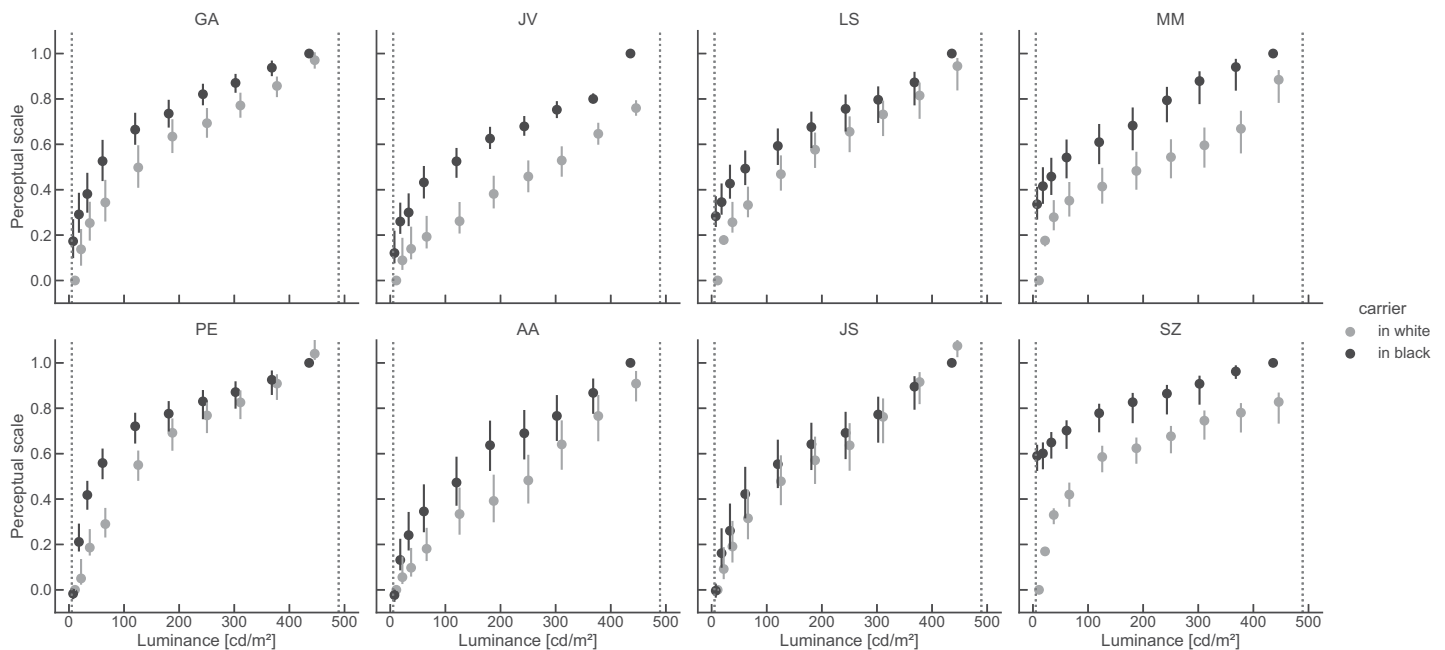 GA JV LS MM
Perceptual scale
1.0
0.8
0.6
0.4
0.2
0.0
PE AA JS SZ
carrier
in white
in black
Perceptual scale
1.0
0.8
0.6
0.4
0.2
0.0
0 100 200 300 400 500 0 100 200 300 400 500 0 100 200 300 400 500 0 100 200 300 400 500
Luminance [cd/m²] Luminance [cd/m²] Luminance [cd/m²] Luminance [cd/m²]